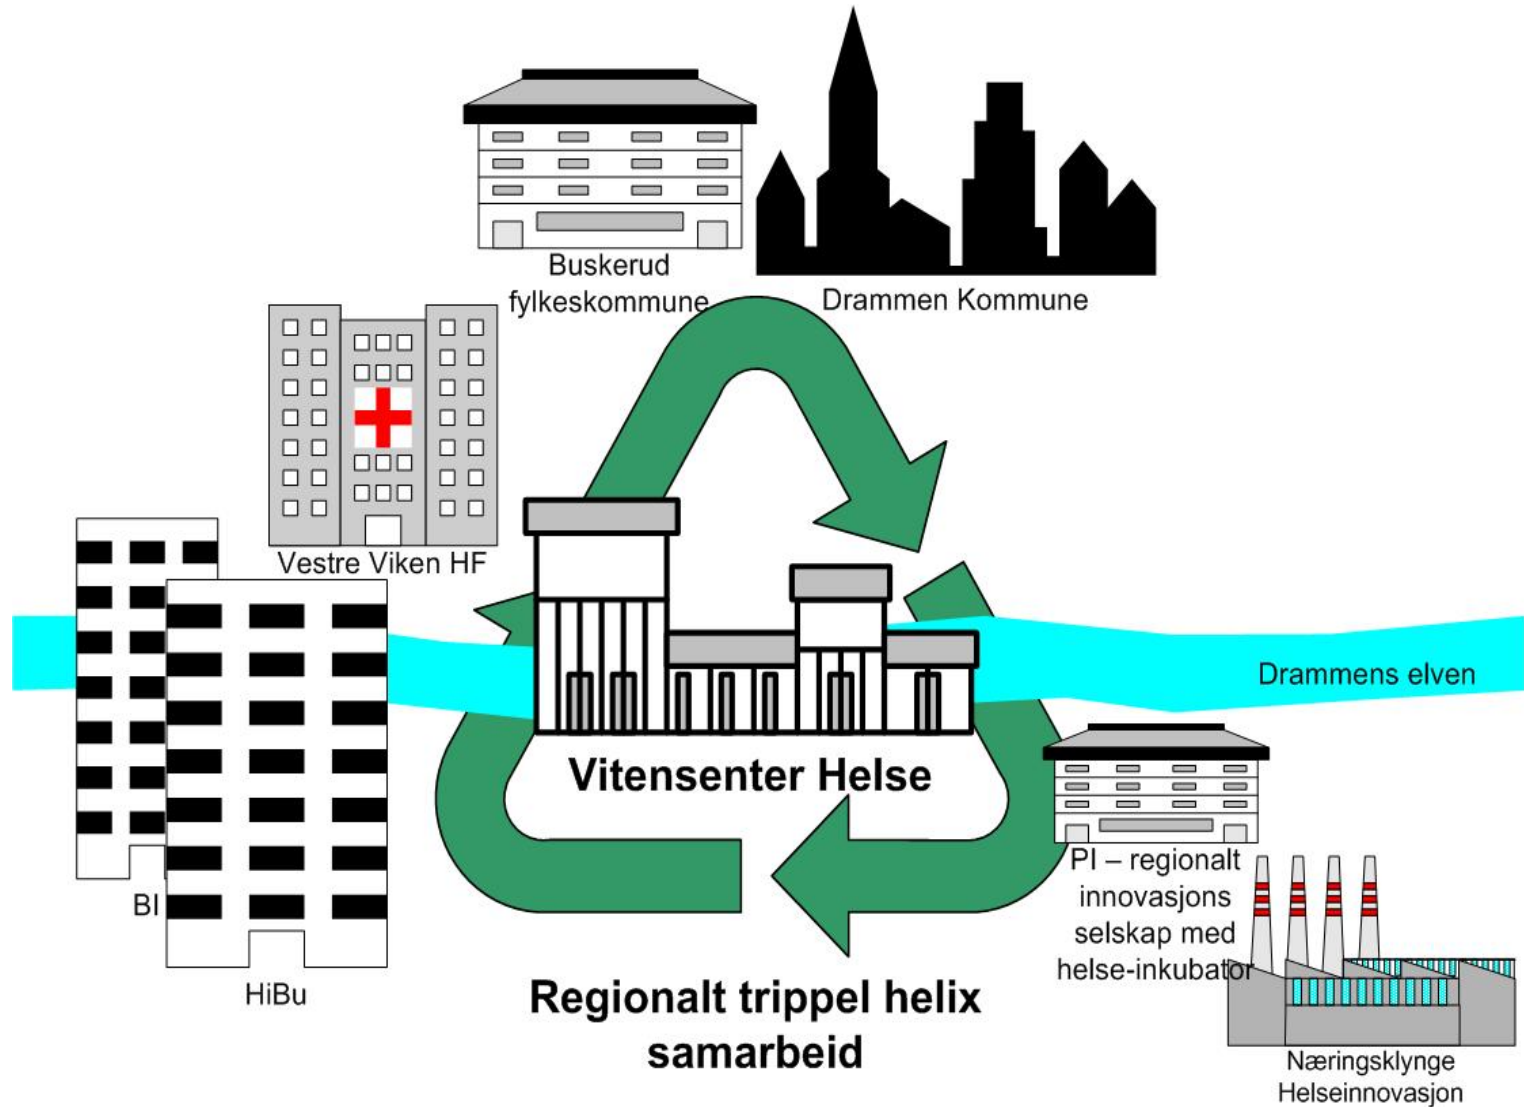 Buskerud
fylkeskommune
Drammen Kommune
Vestre Viken HF
Drammens elven
Vitensenter Helse
PI – regionalt
innovasjons
selskap med
helse-inkubator
BI
HiBu
Regionalt trippel helix
samarbeid
Næringsklynge
Helseinnovasjon